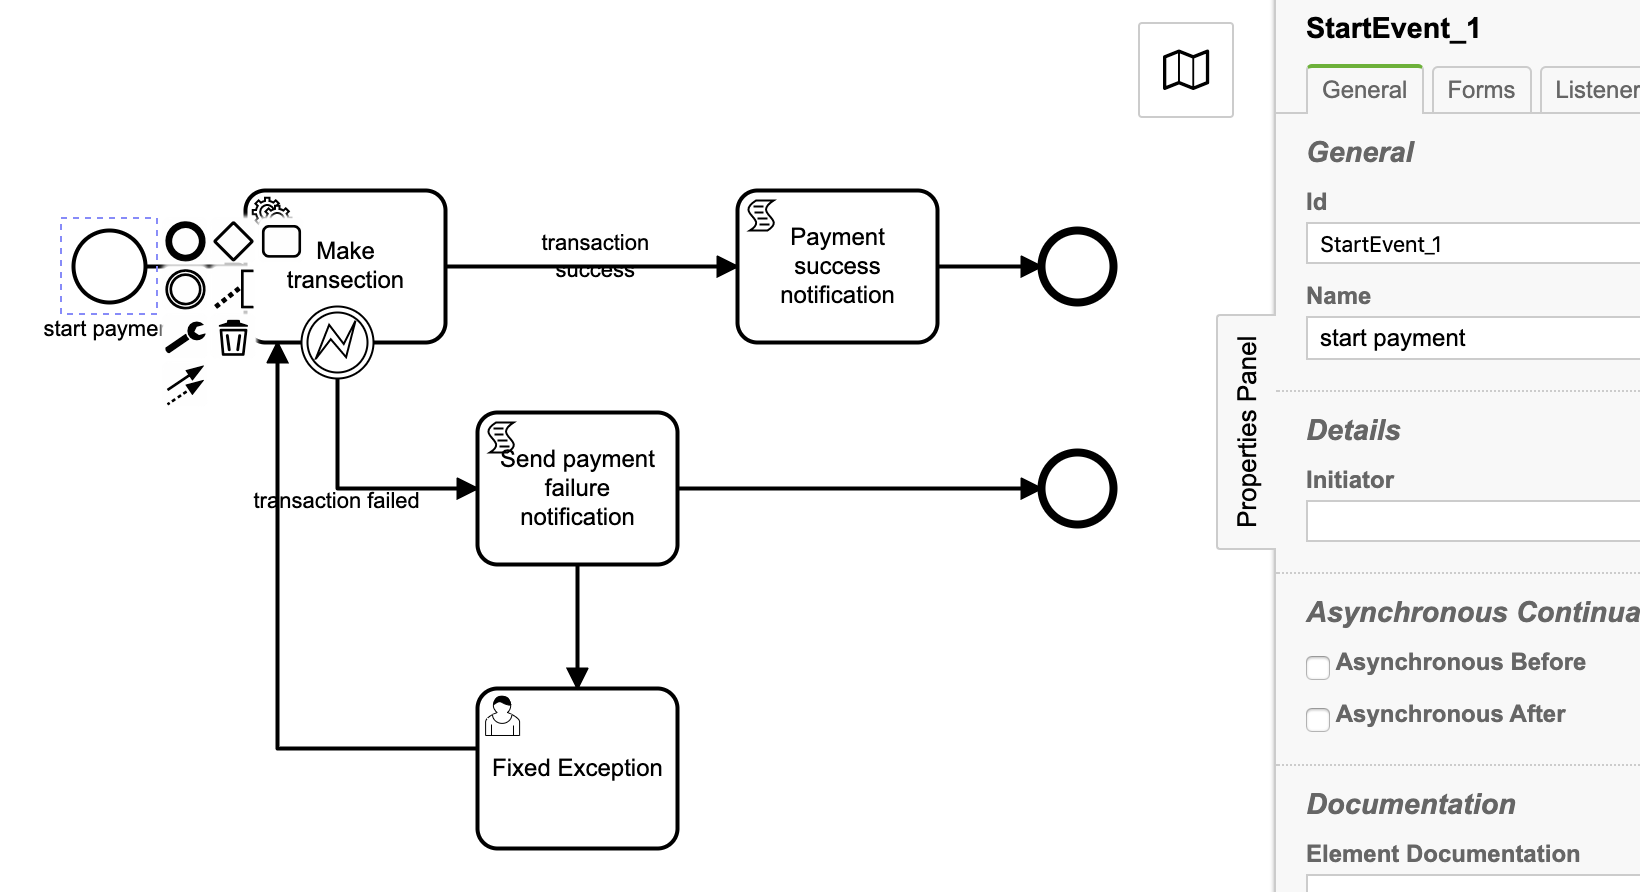 start paymer
Make
transection
transaction
success
Payment
success
notification
transaction failed
Send payment
failure
notification
Fixed Exception
Properties Panel
StartEvent_1
General
Forms
Listener
General
Id
StartEvent_1
Name
start payment
Details
Initiator
Asynchronous Continua
Asynchronous Before
Asynchronous After
Documentation
Element Documentation